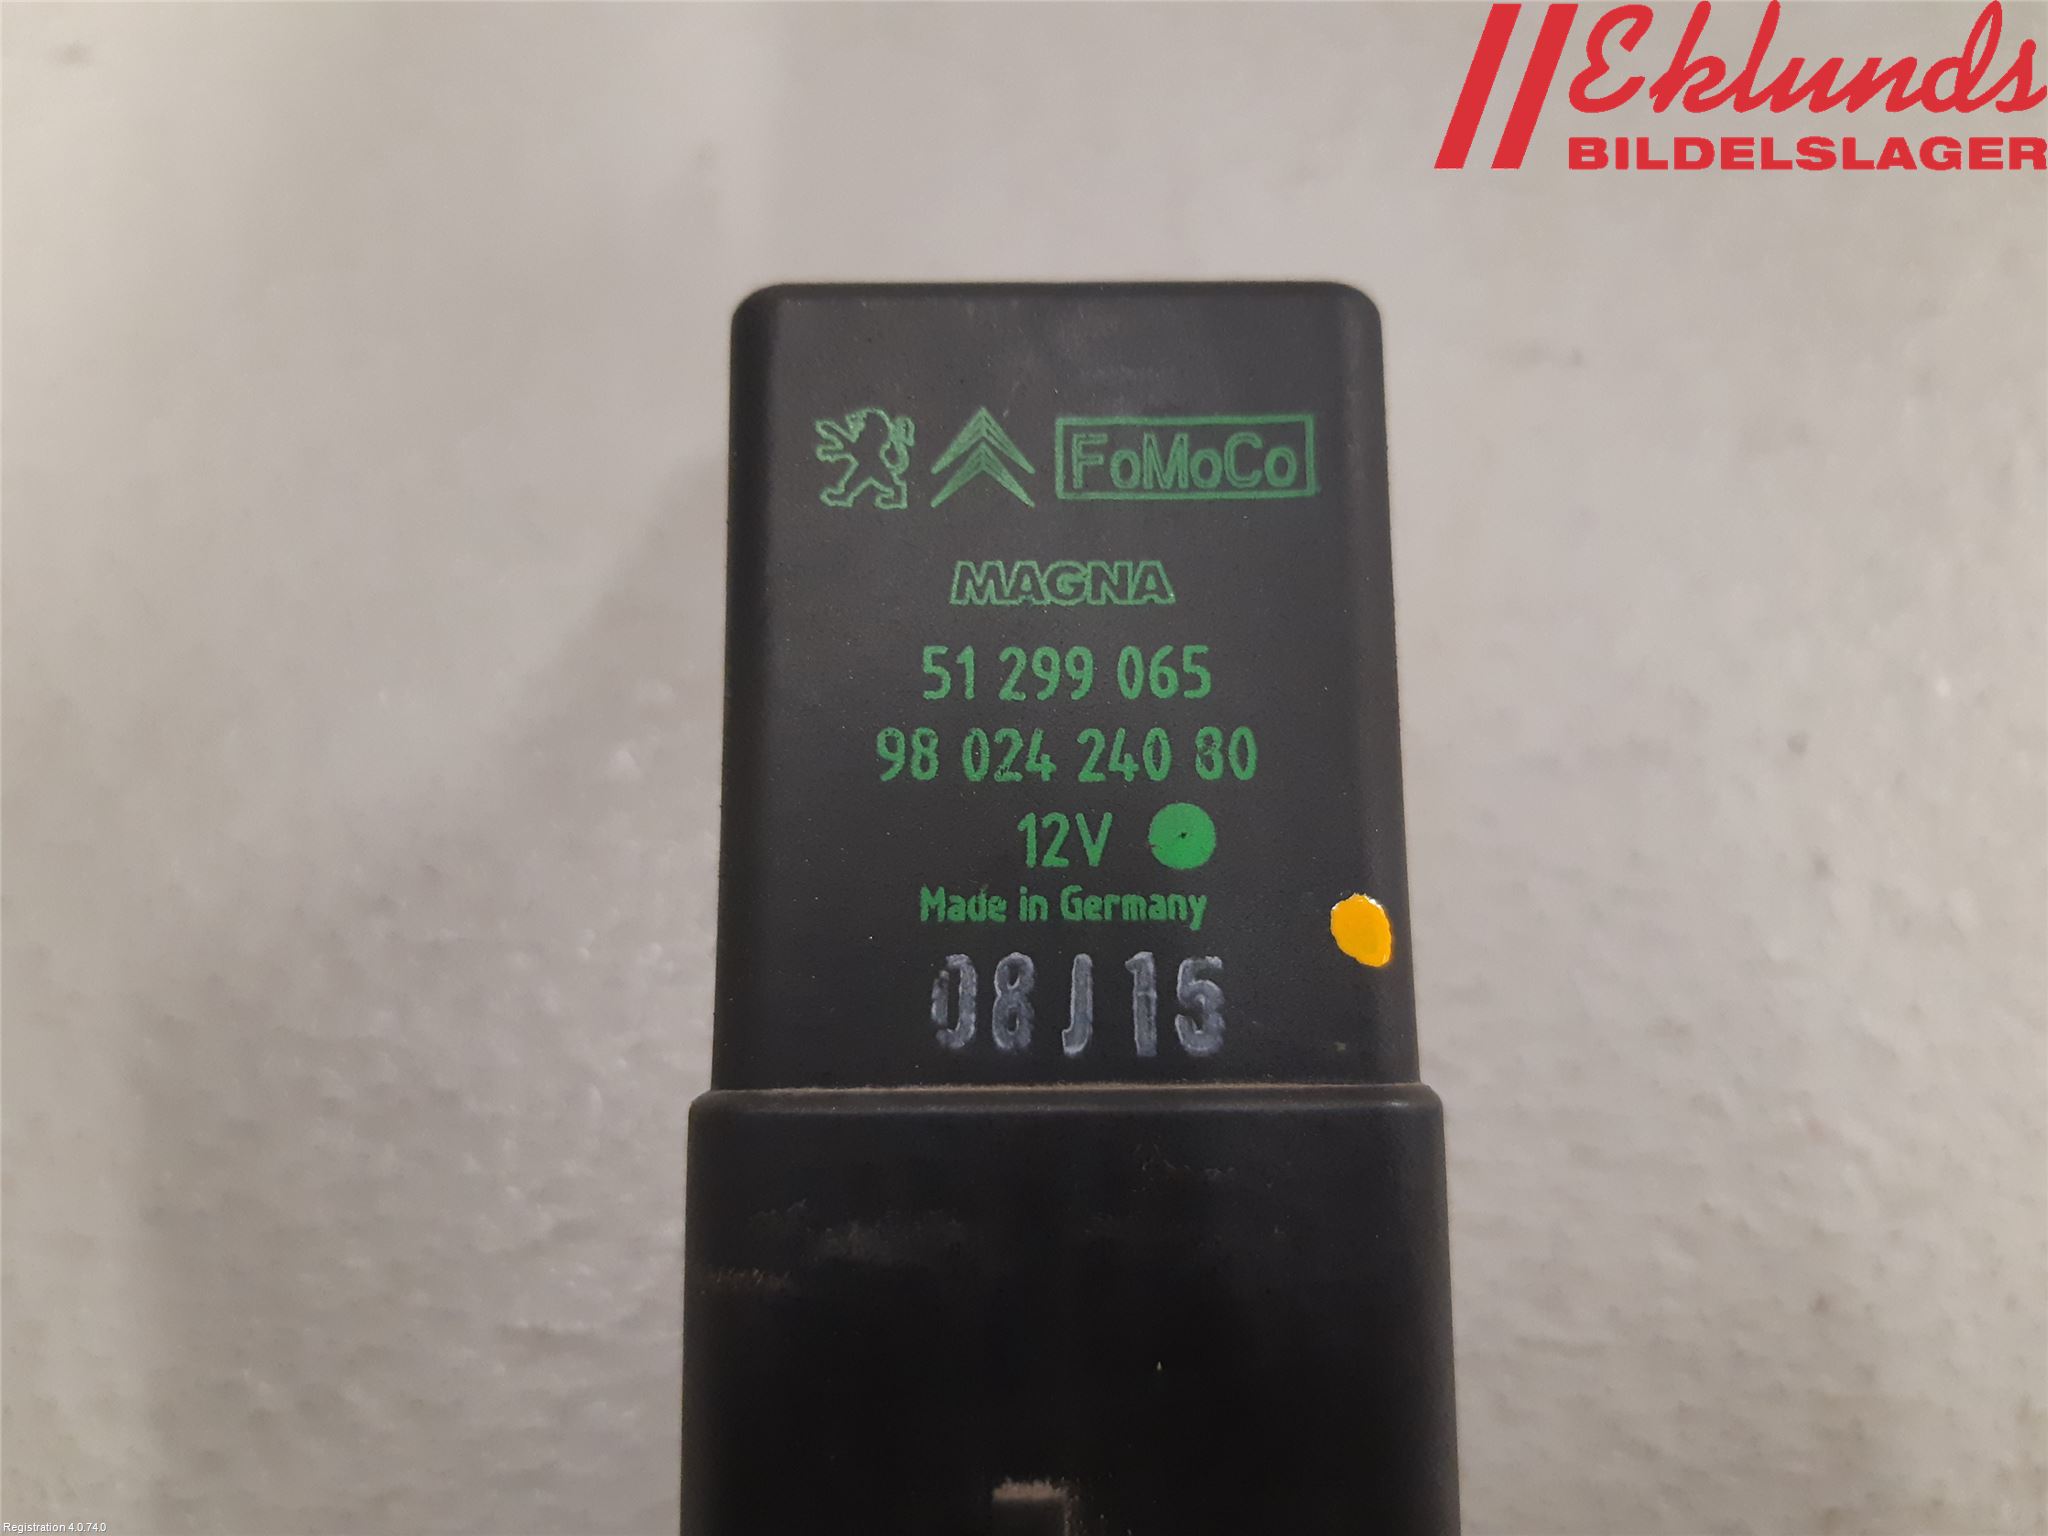 Eklunds
BILDELSLAGER
FoMoCo
MAGNA
51 299 065
98 024 240 80
12V
Made in Germany
08J15
Registration 4.0.74.0